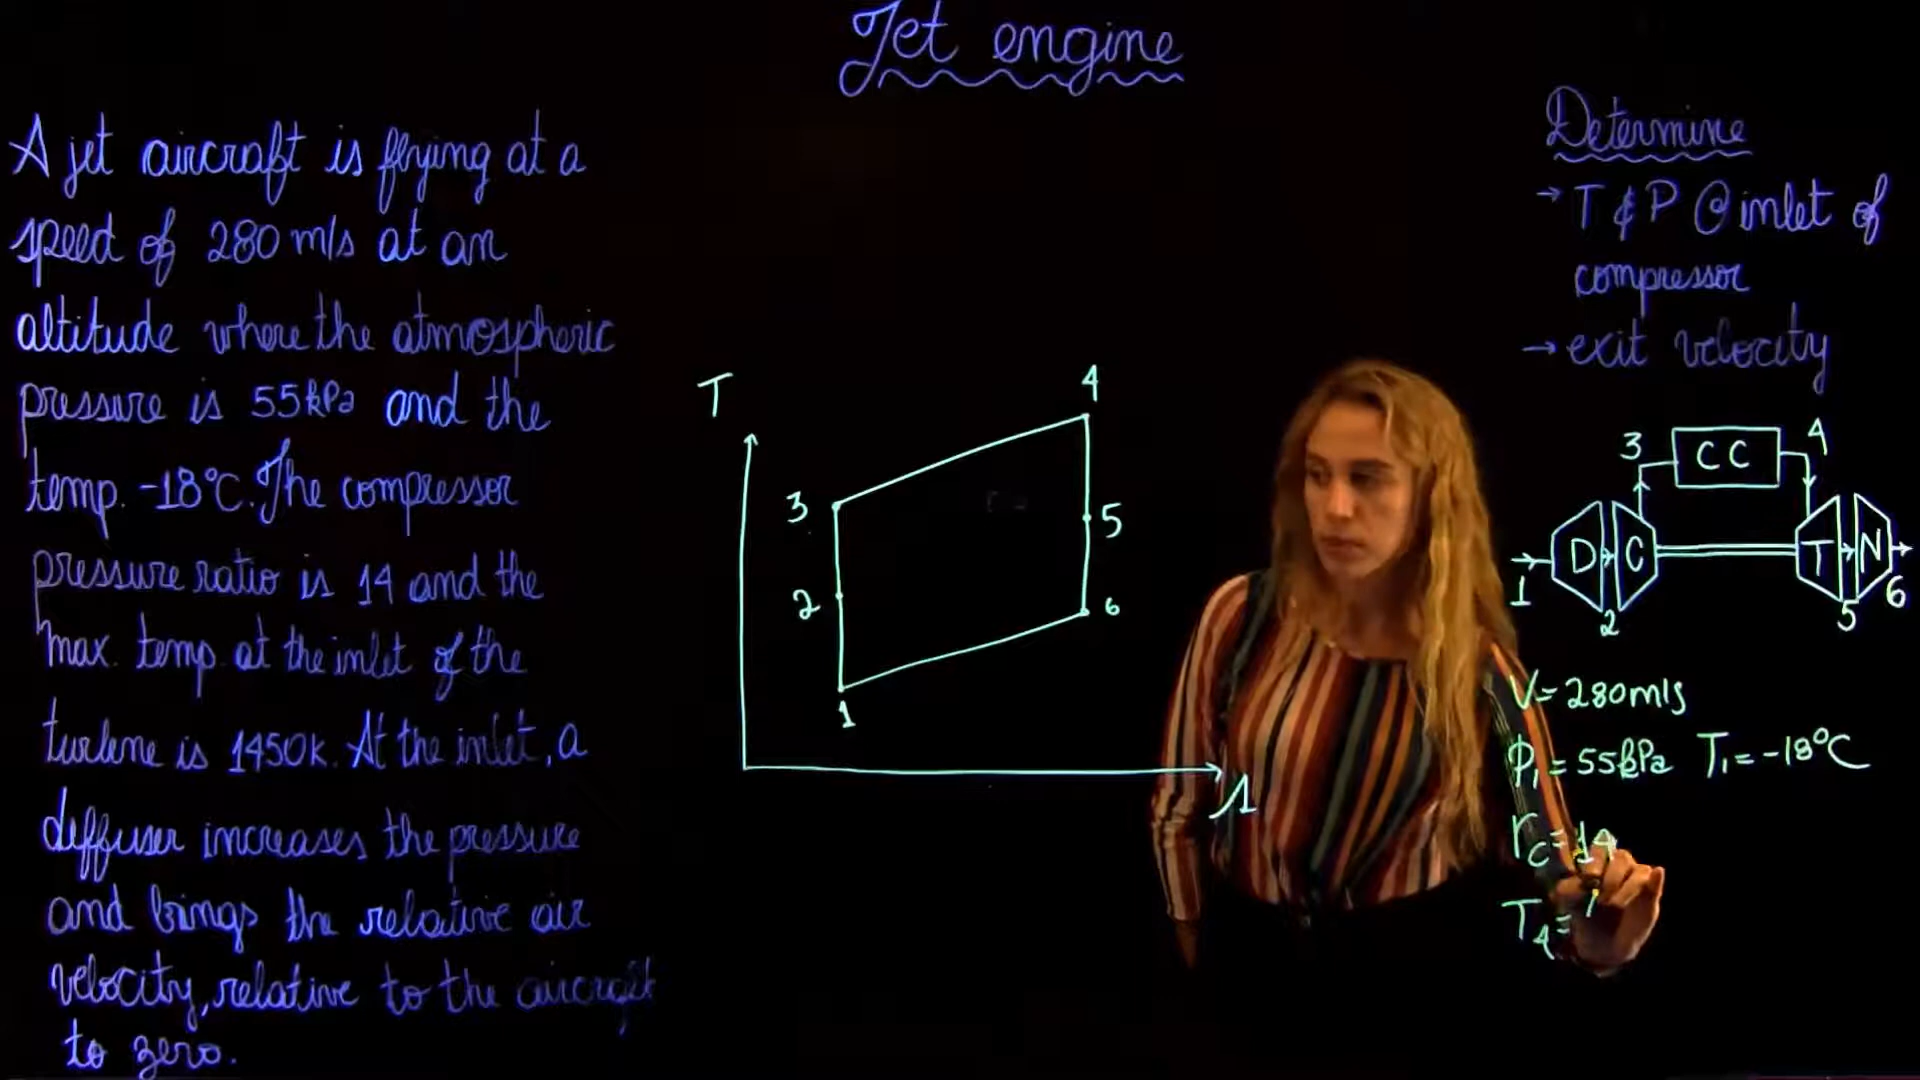 Jet engine
A jet aircraft is flying at a
speed of 280 m/s at an
altitude where the atmospheric
pressure is 55kPa and the
temp. -18°C. The compressor
pressure ratio is 14 and the
max. temp. at the inlet of the
turbine is 1450K. At the inlet, a
diffuser increases the pressure
and brings the relative air
velocity, relative to the aircraft
to zero.
T
4
3
5
2
6
1
s
Determine
→ T & P @ inlet of
compressor
→ exit velocity
3 CC 4
D C T N
1 2 5 6
V = 280m/s
P₁ = 55kPa T₁ = -18°C
rc = 14
T₄ =